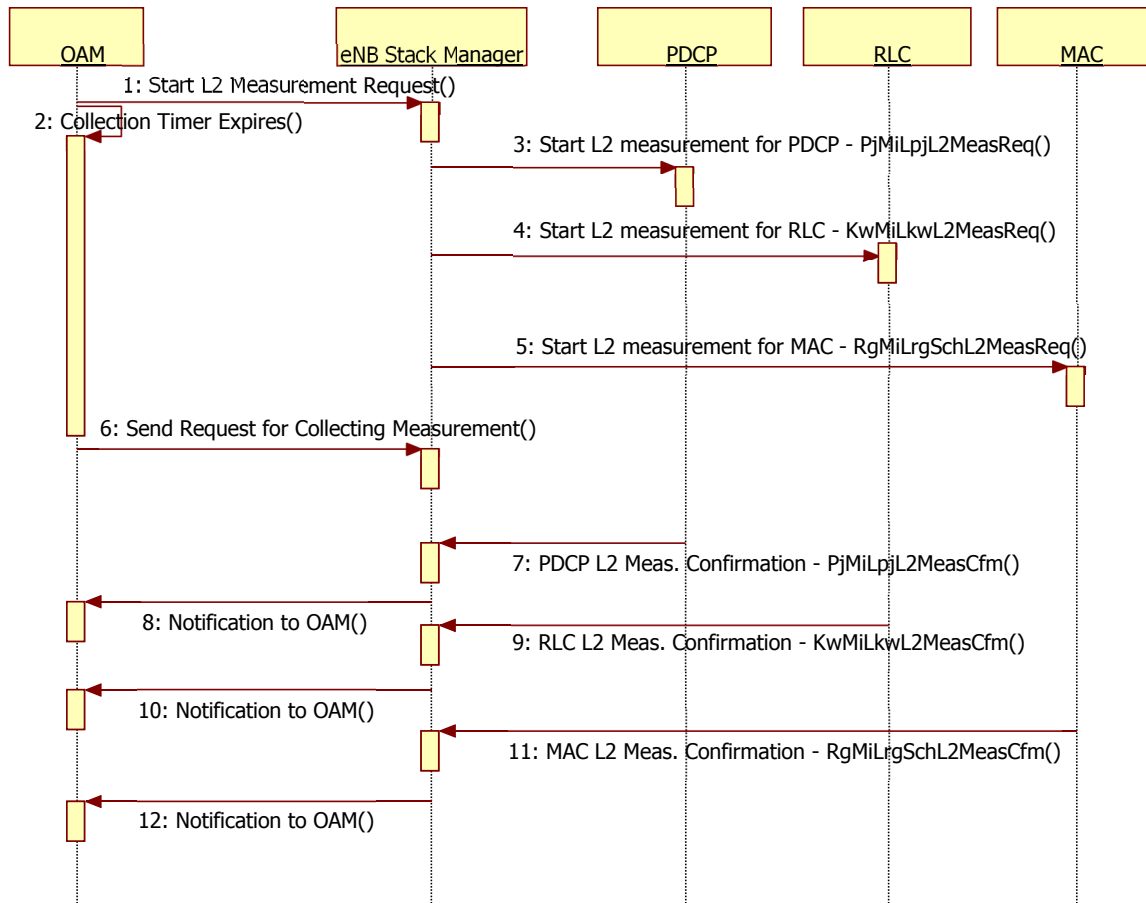 OAM
eNB Stack Manager
PDCP
RLC
MAC
1: Start L2 Measurement Request()
2: Collection Timer Expires()
3: Start L2 measurement for PDCP - PjMiLpjL2MeasReq()
4: Start L2 measurement for RLC - KwMiLkwL2MeasReq()
5: Start L2 measurement for MAC - RgMiLrgSchL2MeasReq()
6: Send Request for Collecting Measurement()
7: PDCP L2 Meas. Confirmation - PjMiLpjL2MeasCfm()
8: Notification to OAM()
9: RLC L2 Meas. Confirmation - KwMiLkwL2MeasCfm()
10: Notification to OAM()
11: MAC L2 Meas. Confirmation - RgMiLrgSchL2MeasCfm()
12: Notification to OAM()